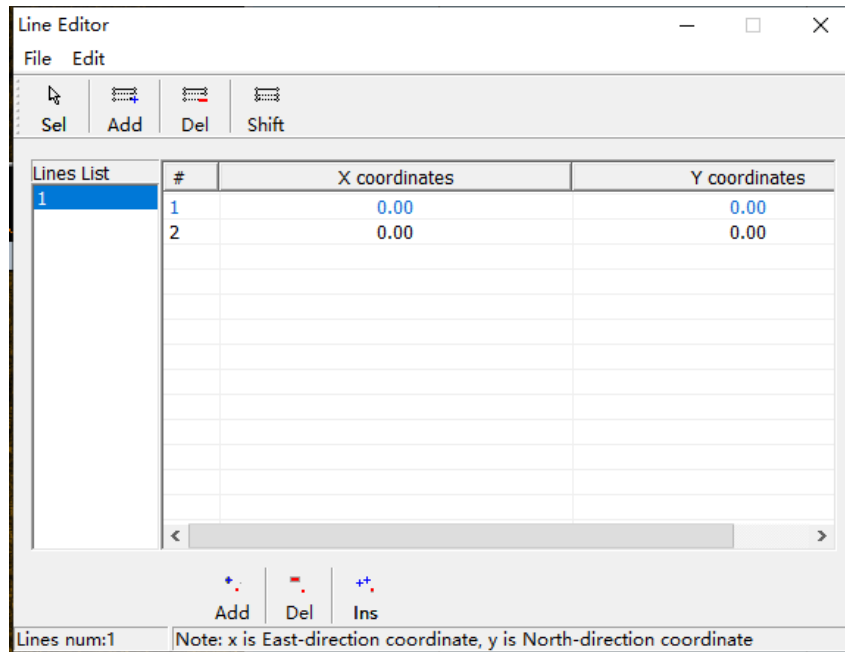 Line Editor
File Edit
Sel Add Del Shift
Lines List
1
# X coordinates Y coordinates
1 0.00 0.00
2 0.00 0.00
Add Del Ins
Lines num:1 Note: x is East-direction coordinate, y is North-direction coordinate